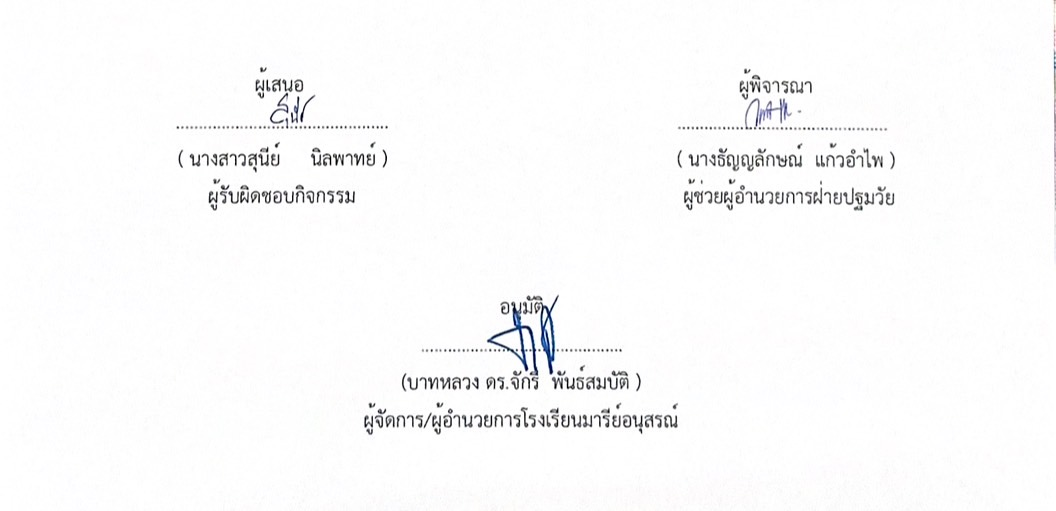 ผู้เสนอ
สุนีย์
( นางสาวสุนีย์ นิลพาทย์ )
ผู้รับผิดชอบกิจกรรม
ผู้พิจารณา
( นางธัญญลักษณ์ แก้วอำไพ )
ผู้ช่วยผู้อำนวยการฝ่ายปฐมวัย
อนุมัติ
(บาทหลวง ดร.จักรี พันธ์สมบัติ )
ผู้จัดการ/ผู้อำนวยการโรงเรียนมารีย์อนุสรณ์